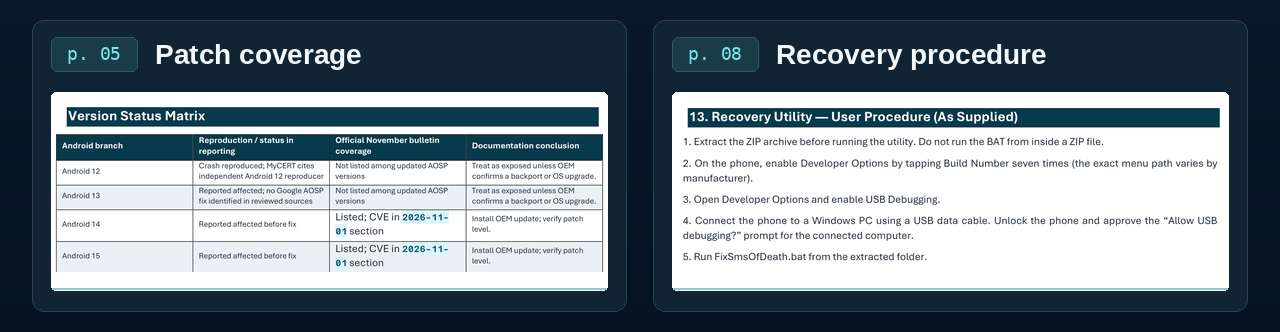 p. 05 Patch coverage
Version Status Matrix
Android branch
Reproduction / status in
reporting
Official November bulletin
coverage
Documentation conclusion
Android 12
Crash reproduced; MyCERT cites
independent Android 12 reproducer
Not listed among updated AOSP
versions
Treat as exposed unless OEM
confirms a backport or OS upgrade.
Android 13
Reported affected; no Google AOSP
fix identified in reviewed sources
Not listed among updated AOSP
versions
Treat as exposed unless OEM
confirms a backport or OS upgrade.
Android 14
Reported affected before fix
Listed; CVE in 2026-11-
01 section
Install OEM update; verify patch
level.
Android 15
Reported affected before fix
Listed; CVE in 2026-11-
01 section
Install OEM update; verify patch
level.
p. 08 Recovery procedure
13. Recovery Utility — User Procedure (As Supplied)
1. Extract the ZIP archive before running the utility. Do not run the BAT from inside a ZIP file.
2. On the phone, enable Developer Options by tapping Build Number seven times (the exact menu path varies by
manufacturer).
3. Open Developer Options and enable USB Debugging.
4. Connect the phone to a Windows PC using a USB data cable. Unlock the phone and approve the “Allow USB
debugging?” prompt for the connected computer.
5. Run FixSmsOfDeath.bat from the extracted folder.